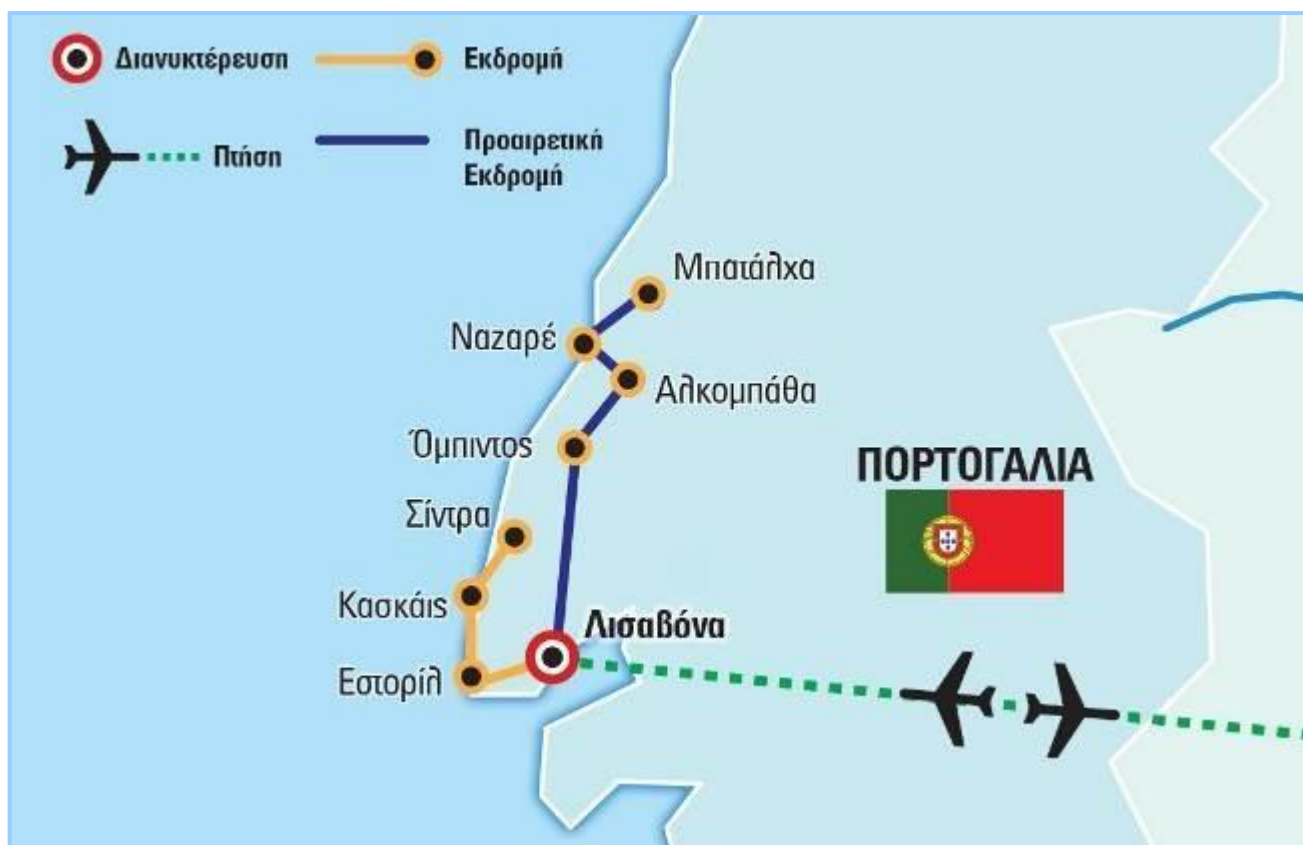 Διανυκτέρευση
Εκδρομή
Πτήση
Προαιρετική
Εκδρομή
Μπατάλχα
Ναζαρέ
Αλκομπάθα
Όμπιντος
ΠΟΡΤΟΓΑΛΙΑ
Σίντρα
Κασκάις
Λισαβόνα
Εστορίλ